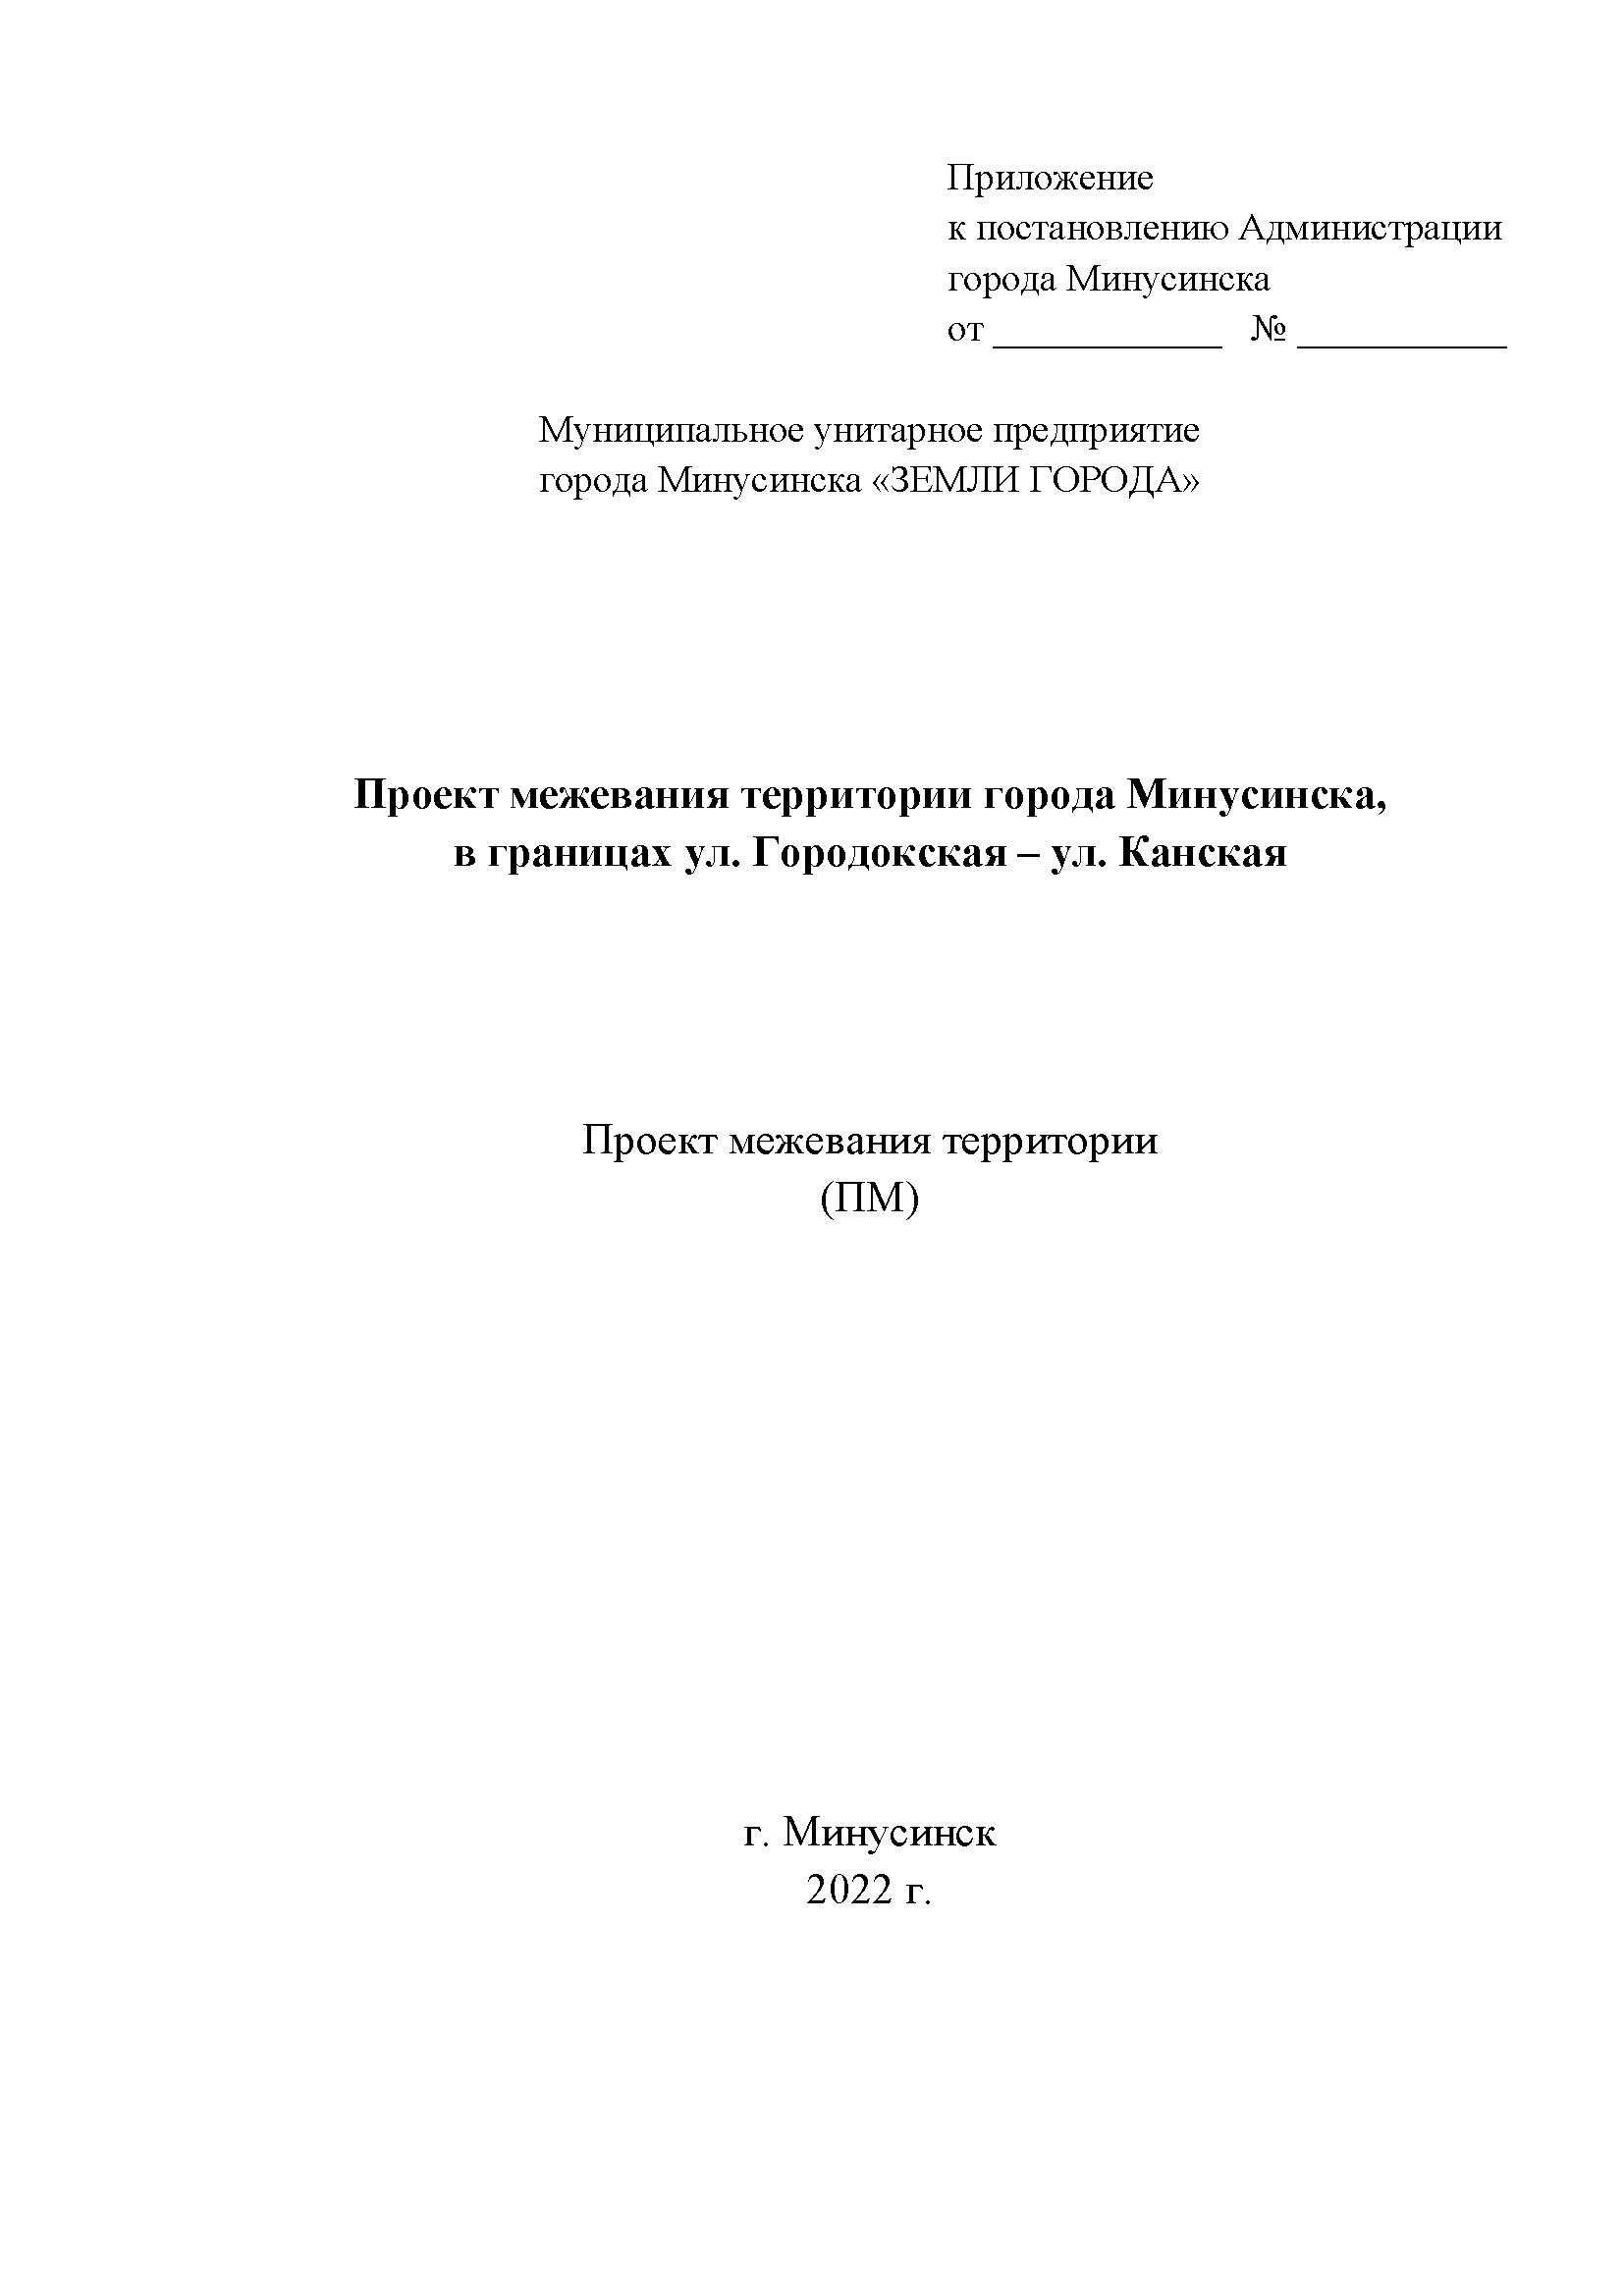 Приложение
к постановлению Администрации
города Минусинска
от ____________ № ___________
Муниципальное унитарное предприятие
города Минусинска «ЗЕМЛИ ГОРОДА»
Проект межевания территории города Минусинска,
в границах ул. Городокская – ул. Канская
Проект межевания территории
(ПМ)
г. Минусинск
2022 г.